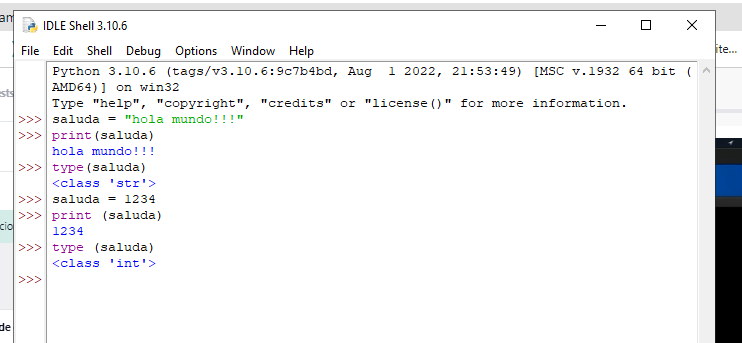 am
IDLE Shell 3.10.6
File Edit Shell Debug Options Window Help
ite...
Python 3.10.6 (tags/v3.10.6:9c7b4bd, Aug  1 2022, 21:53:49) [MSC v.1932 64 bit (
AMD64)] on win32
sts
Type "help", "copyright", "credits" or "license()" for more information.
>>> saluda = "hola mundo!!!"
>>> print(saluda)
hola mundo!!!
>>> type(saluda)
<class 'str'>
>>> saluda = 1234
>>> print (saluda)
cio
1234
>>> type (saluda)
<class 'int'>
>>>
de